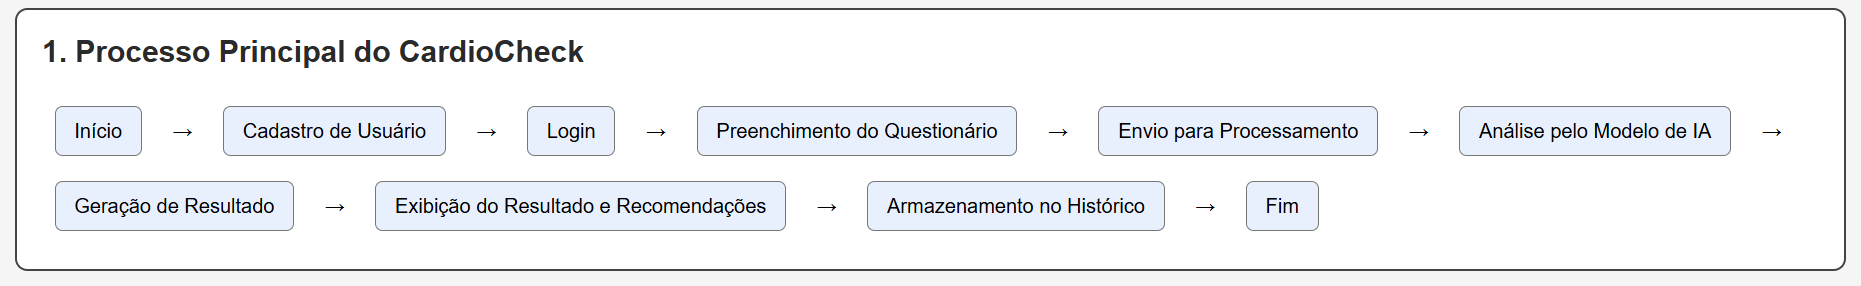 1. Processo Principal do CardioCheck
Início → Cadastro de Usuário → Login → Preenchimento do Questionário → Envio para Processamento → Análise pelo Modelo de IA →
Geração de Resultado → Exibição do Resultado e Recomendações → Armazenamento no Histórico → Fim